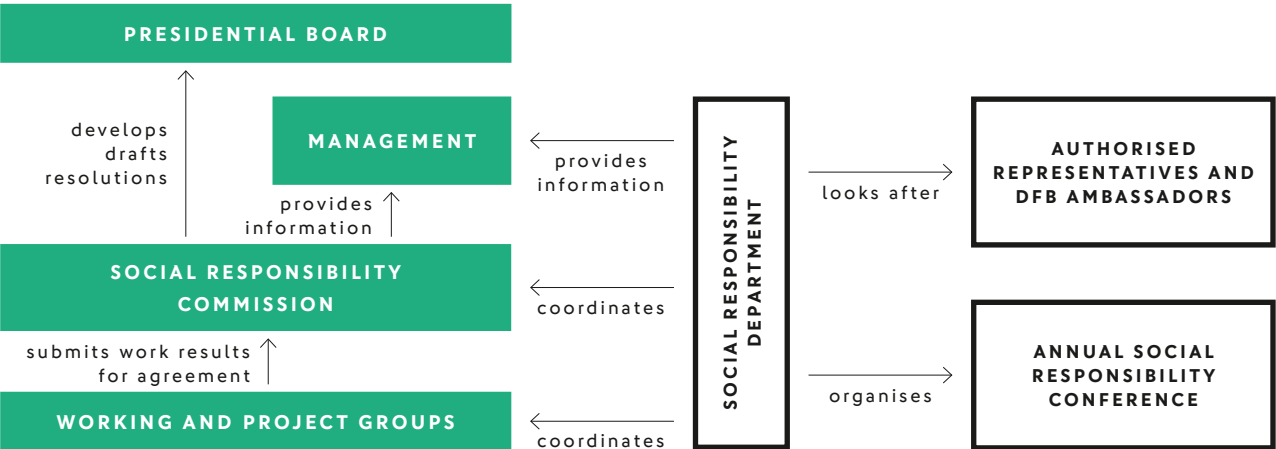 PRESIDENTIAL BOARD
develops
drafts
resolutions
MANAGEMENT
provides
information
provides
information
SOCIAL RESPONSIBILITY
COMMISSION
coordinates
submits work results
for agreement
WORKING AND PROJECT GROUPS
coordinates
SOCIAL RESPONSIBILITY
DEPARTMENT
looks after
AUTHORISED
REPRESENTATIVES AND
DFB AMBASSADORS
organises
ANNUAL SOCIAL
RESPONSIBILITY
CONFERENCE